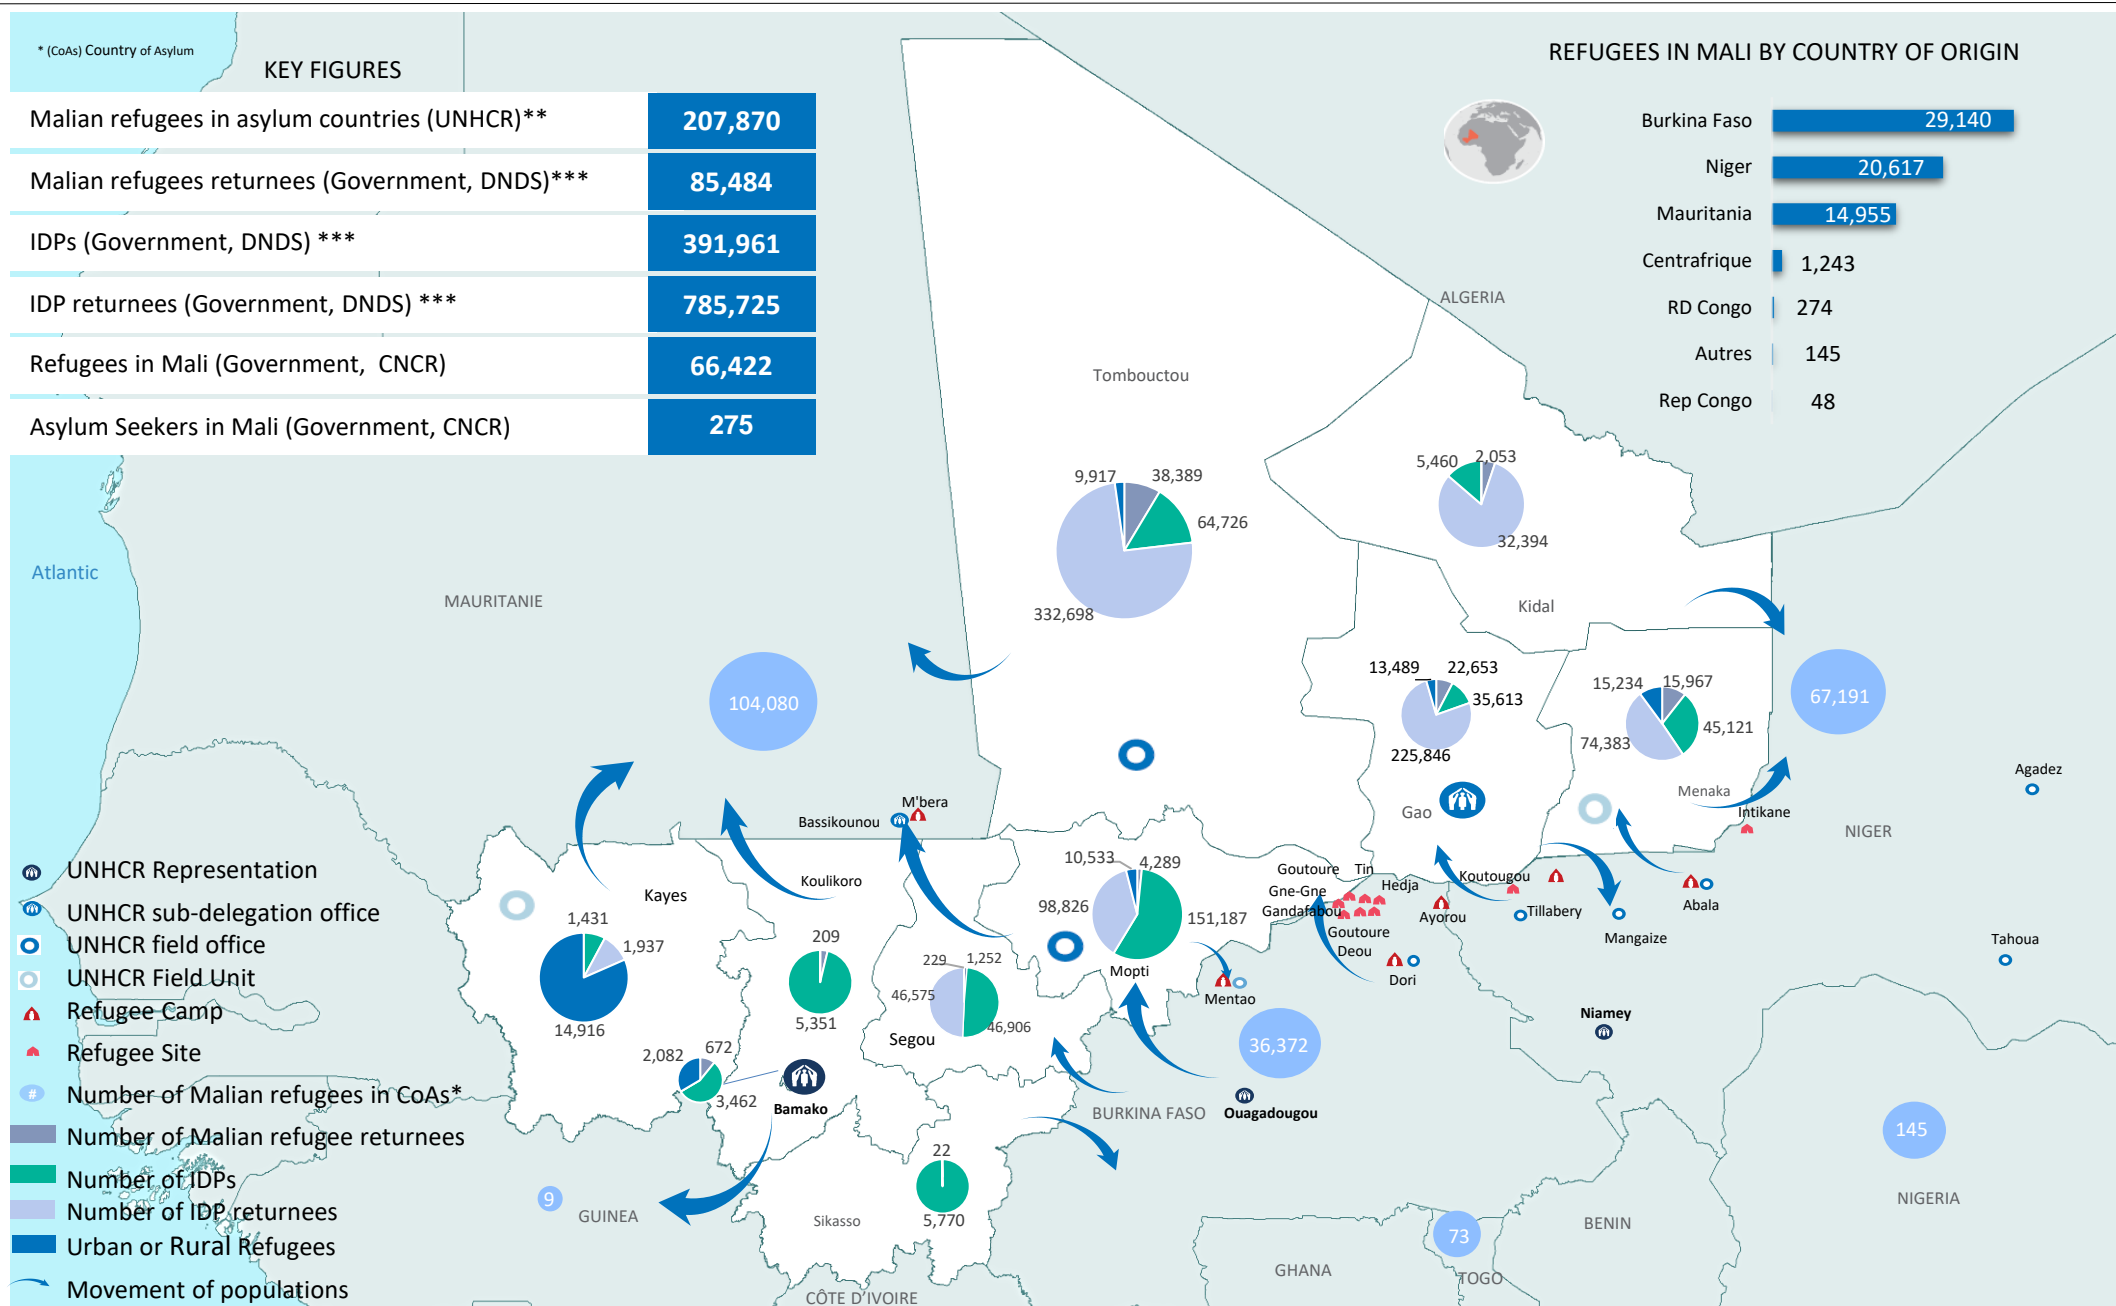 * (CoAs) Country of Asylum
KEY FIGURES
Malian refugees in asylum countries (UNHCR)** 207,870
Malian refugees returnees (Government, DNDS)*** 85,484
IDPs (Government, DNDS) *** 391,961
IDP returnees (Government, DNDS) *** 785,725
Refugees in Mali (Government, CNCR) 66,422
Asylum Seekers in Mali (Government, CNCR) 275
REFUGEES IN MALI BY COUNTRY OF ORIGIN
Burkina Faso 29,140
Niger 20,617
Mauritania 14,955
Centrafrique 1,243
RD Congo 274
Autres 145
Rep Congo 48
ALGERIA
Tombouctou
9,917
38,389
64,726
332,698
5,460
2,053
32,394
Kidal
Atlantic
MAURITANIE
104,080
13,489
22,653
35,613
225,846
Gao
15,234
15,967
45,121
74,383
Menaka
67,191
Intikane
Agadez
NIGER
Bassikounou
M'bera
Kayes
1,431
1,937
14,916
Koulikoro
209
5,351
2,082
672
3,462
Bamako
229
1,252
46,575
46,906
Segou
10,533
4,289
98,826
151,187
Mopti
Mentao
Goutoure
Tin
Gne-Gne
Hedja
Gandafabou
Goutoure
Deou
Koutougou
Ayorou
Tillabery
Mangaize
Abala
Dori
Tahoua
Niamey
36,372
Ouagadougou
BURKINA FASO
22
5,770
Sikasso
9
GUINEA
CÔTE D'IVOIRE
GHANA
73
TOGO
BENIN
145
NIGERIA
UNHCR Representation
UNHCR sub-delegation office
UNHCR field office
UNHCR Field Unit
Refugee Camp
Refugee Site
# Number of Malian refugees in CoAs*
Number of Malian refugee returnees
Number of IDPs
Number of IDP returnees
Urban or Rural Refugees
Movement of populations